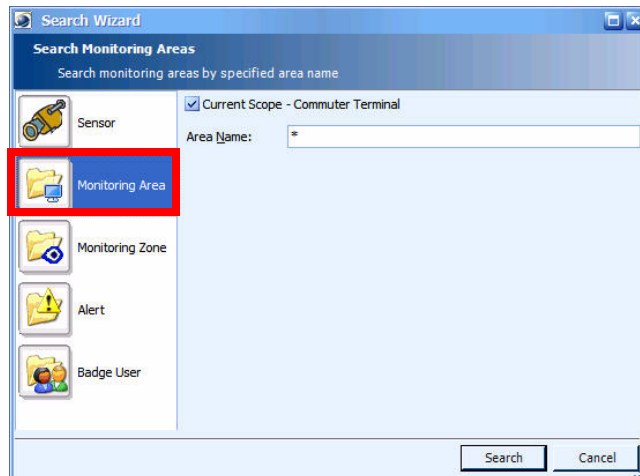 Search Wizard
Search Monitoring Areas
Search monitoring areas by specified area name
Sensor
Monitoring Area
Monitoring Zone
Alert
Badge User
Current Scope - Commuter Terminal
Area Name: *
Search Cancel